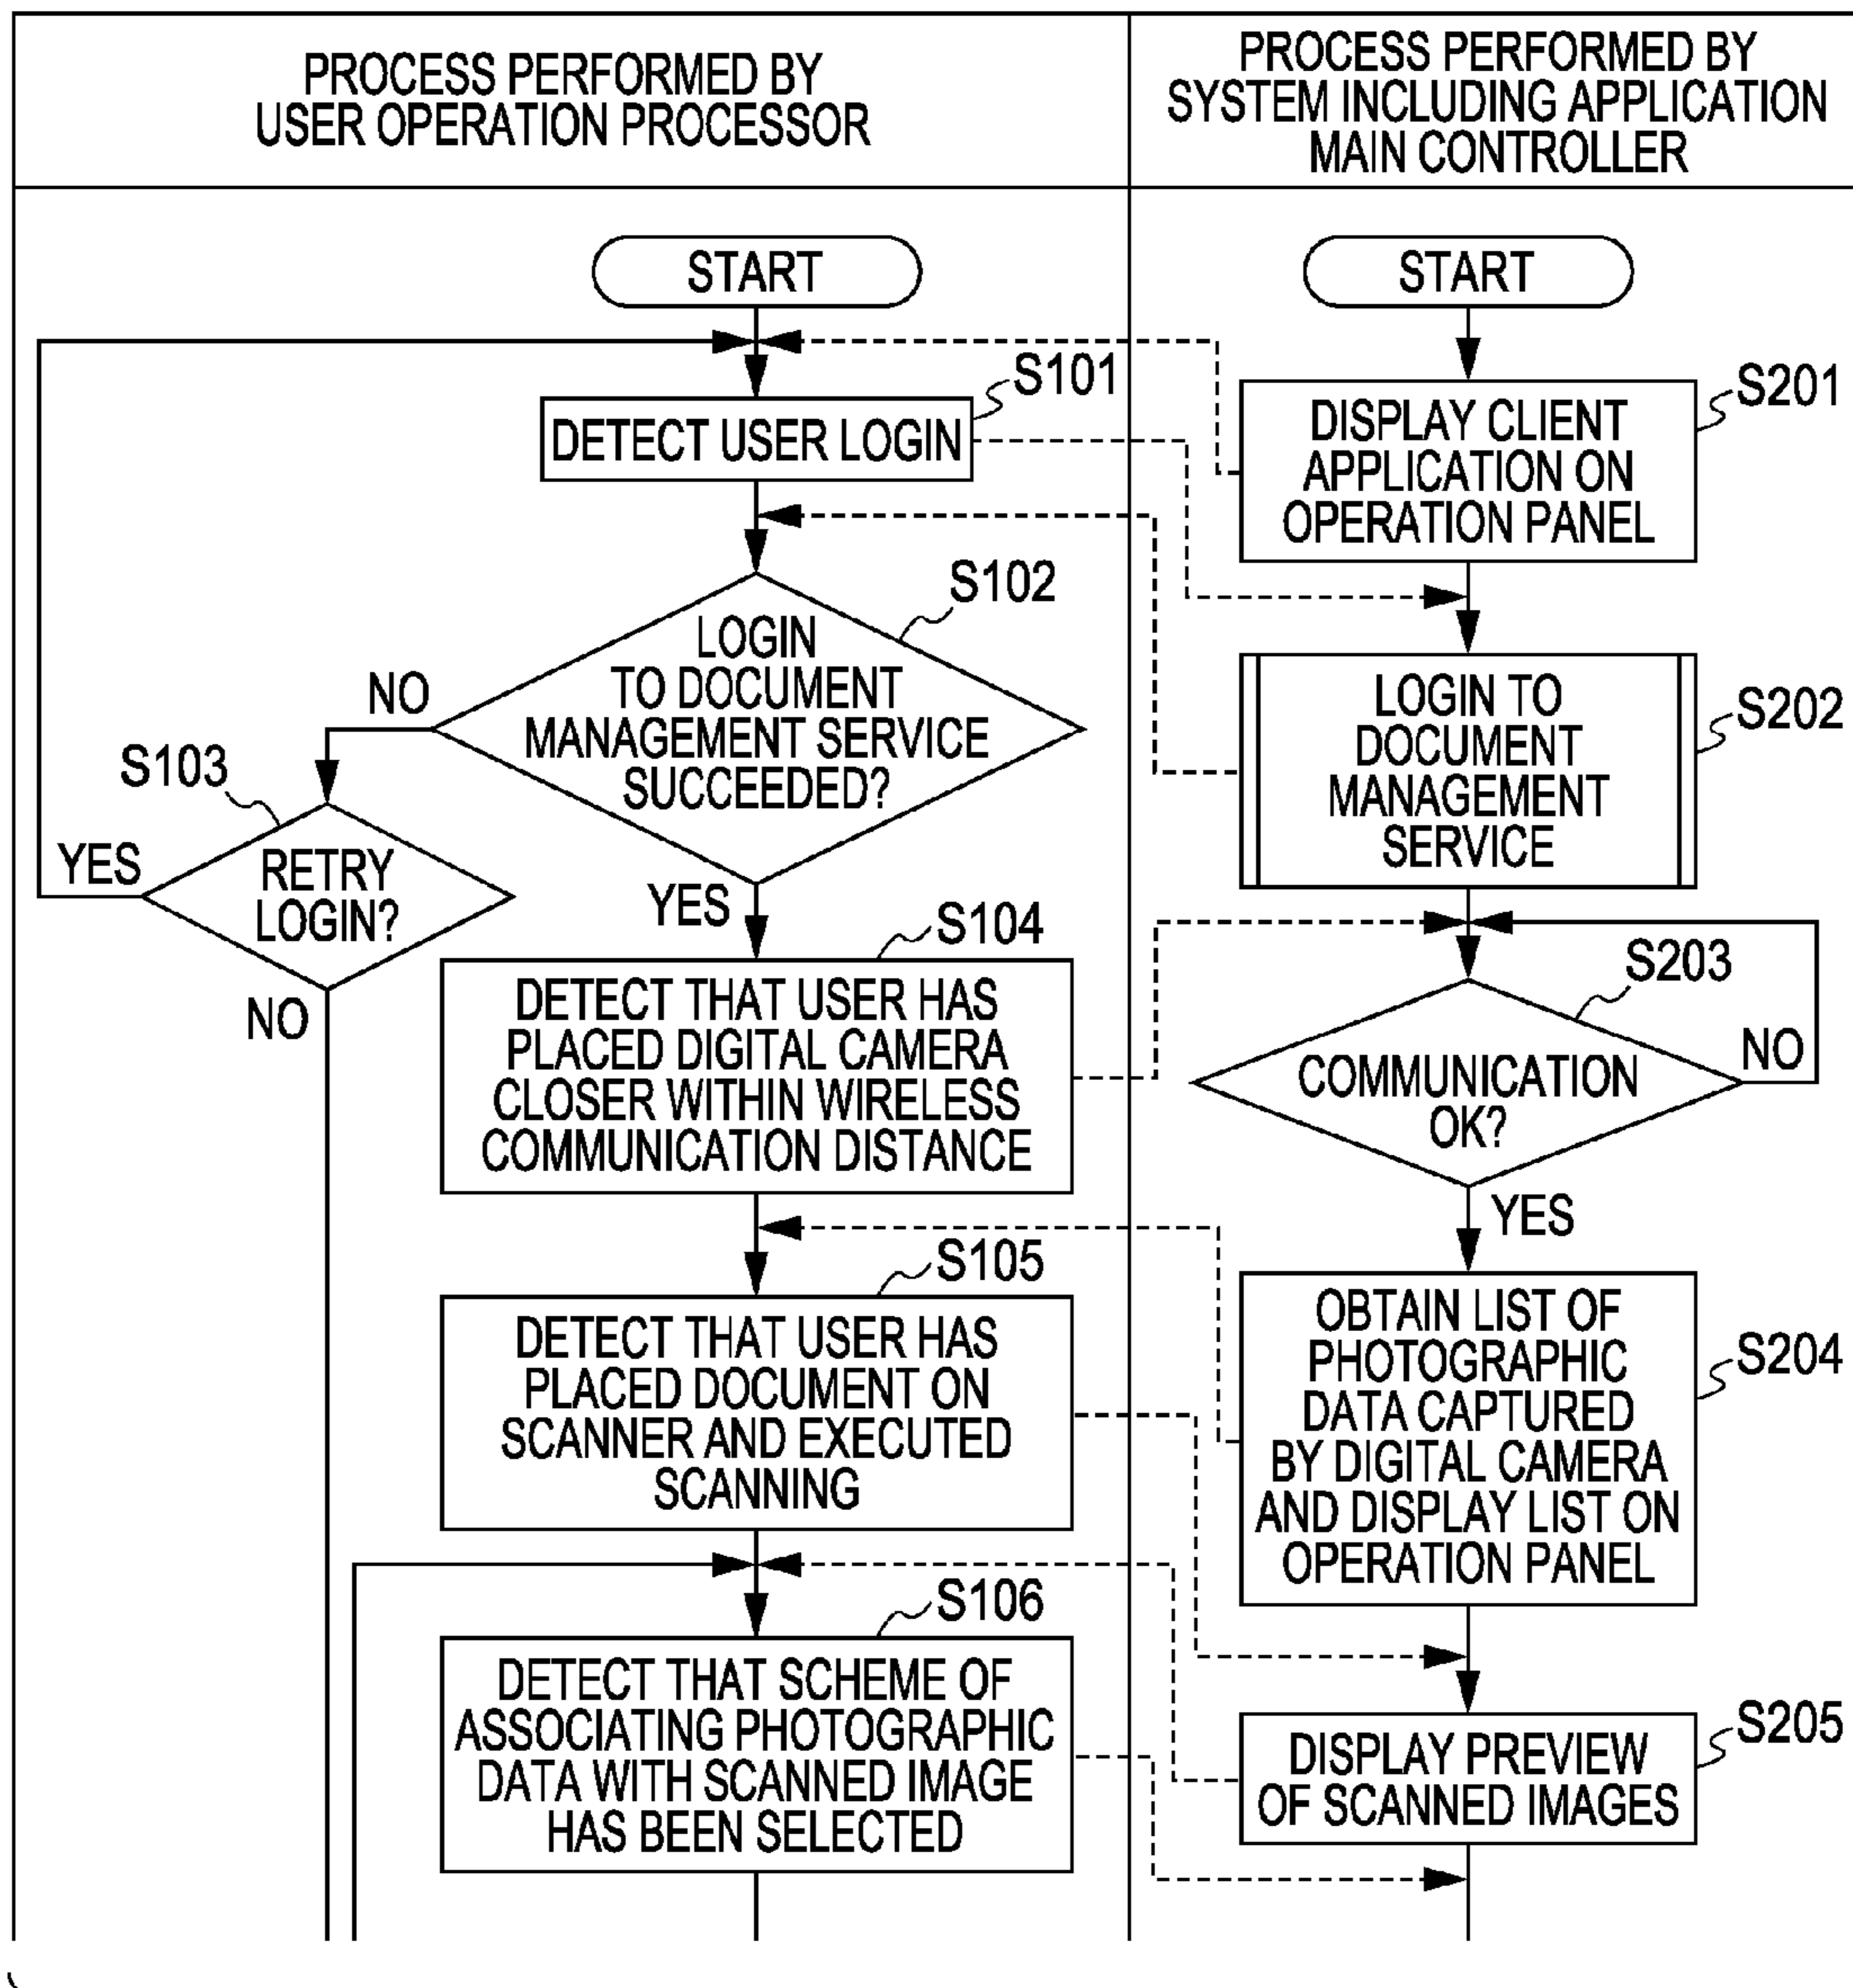 PROCESS PERFORMED BY
USER OPERATION PROCESSOR
PROCESS PERFORMED BY
SYSTEM INCLUDING APPLICATION
MAIN CONTROLLER
START
S101
DETECT USER LOGIN
S102
LOGIN
TO DOCUMENT
MANAGEMENT SERVICE
SUCCEEDED?
NO
YES
S103
RETRY
LOGIN?
YES
NO
S104
DETECT THAT USER HAS
PLACED DIGITAL CAMERA
CLOSER WITHIN WIRELESS
COMMUNICATION DISTANCE
S105
DETECT THAT USER HAS
PLACED DOCUMENT ON
SCANNER AND EXECUTED
SCANNING
S106
DETECT THAT SCHEME OF
ASSOCIATING PHOTOGRAPHIC
DATA WITH SCANNED IMAGE
HAS BEEN SELECTED
START
S201
DISPLAY CLIENT
APPLICATION ON
OPERATION PANEL
S202
LOGIN TO
DOCUMENT
MANAGEMENT
SERVICE
S203
COMMUNICATION
OK?
NO
YES
S204
OBTAIN LIST OF
PHOTOGRAPHIC
DATA CAPTURED
BY DIGITAL CAMERA
AND DISPLAY LIST ON
OPERATION PANEL
S205
DISPLAY PREVIEW
OF SCANNED IMAGES